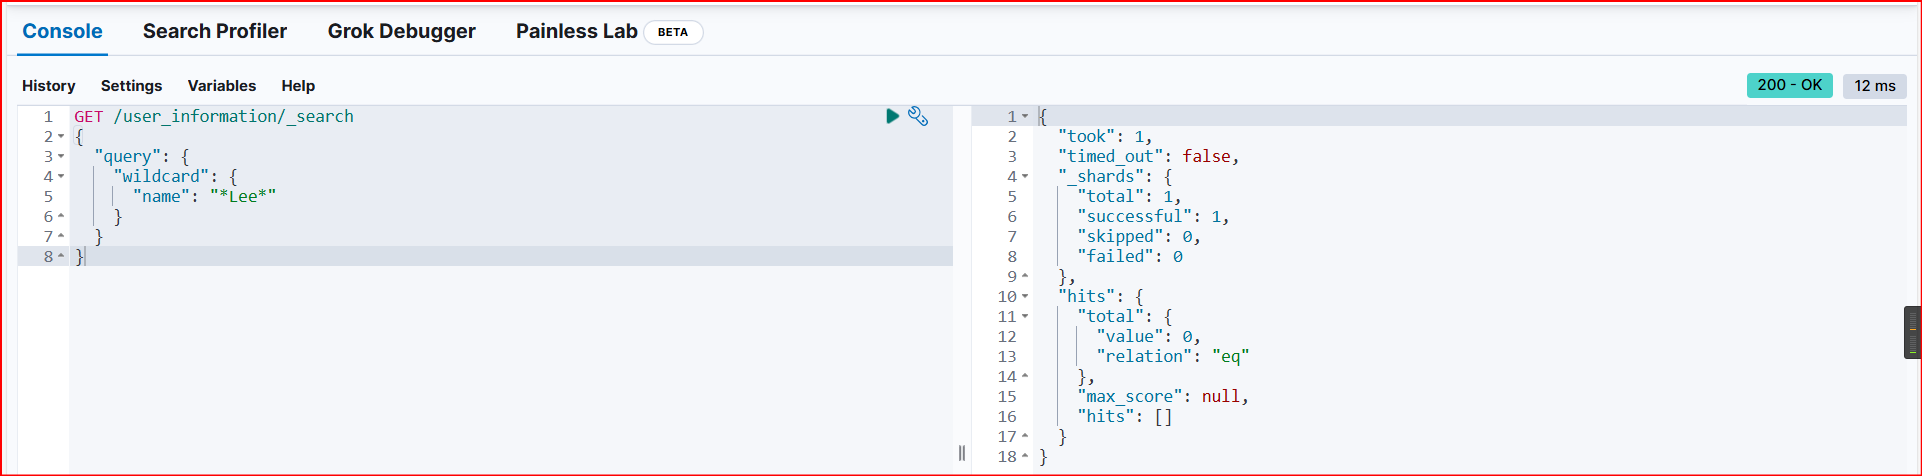 Console Search Profiler Grok Debugger Painless Lab BETA
History Settings Variables Help 200 - OK 12 ms
1 GET /user_information/_search
2 {
3 "query": {
4 "wildcard": {
5 "name": "*Lee*"
6 }
7 }
8 }
1 {
2 "took": 1,
3 "timed_out": false,
4 "_shards": {
5 "total": 1,
6 "successful": 1,
7 "skipped": 0,
8 "failed": 0
9 },
10 "hits": {
11 "total": {
12 "value": 0,
13 "relation": "eq"
14 },
15 "max_score": null,
16 "hits": []
17 }
18 }